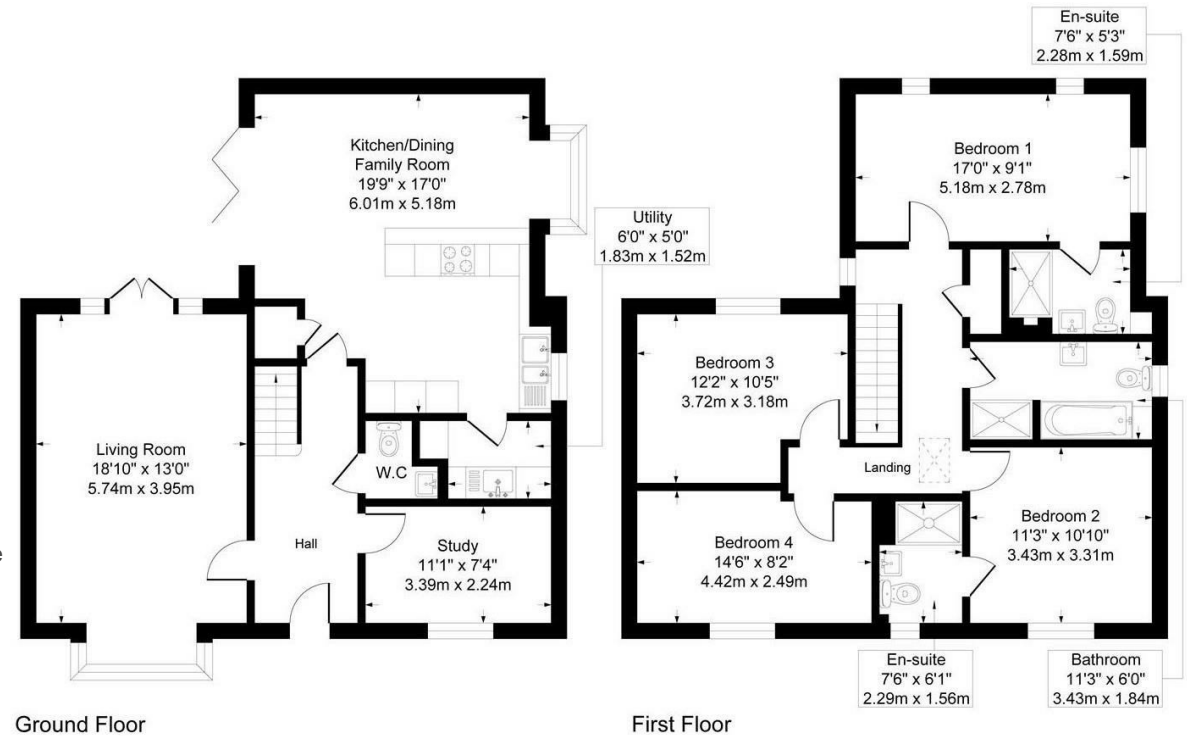 En-suite
7'6" x 5'3"
2.28m x 1.59m
Kitchen/Dining
Family Room
19'9" x 17'0"
6.01m x 5.18m
Bedroom 1
17'0" x 9'1"
5.18m x 2.78m
Utility
6'0" x 5'0"
1.83m x 1.52m
Living Room
18'10" x 13'0"
5.74m x 3.95m
W.C
Hall
Study
11'1" x 7'4"
3.39m x 2.24m
Bedroom 3
12'2" x 10'5"
3.72m x 3.18m
Landing
Bedroom 4
14'6" x 8'2"
4.42m x 2.49m
Bedroom 2
11'3" x 10'10"
3.43m x 3.31m
En-suite
7'6" x 6'1"
2.29m x 1.56m
Bathroom
11'3" x 6'0"
3.43m x 1.84m
Ground Floor
First Floor